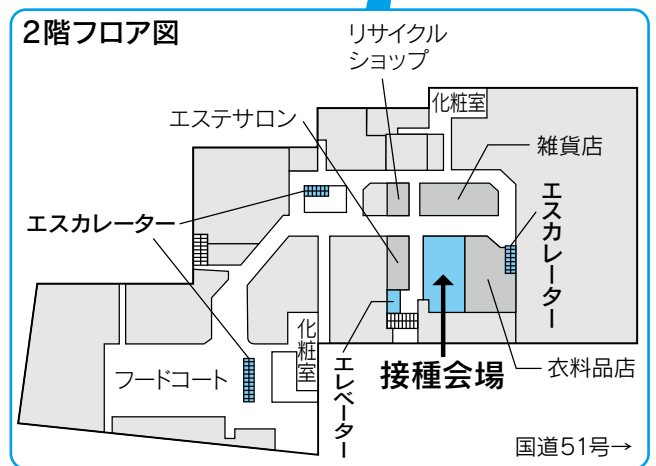 2階フロア図
リサイクル
ショップ
化粧室
エステサロン
雑貨店
エスカレーター
エスカレーター
化粧室
フードコート
エレベーター
接種会場
衣料品店
国道51号→